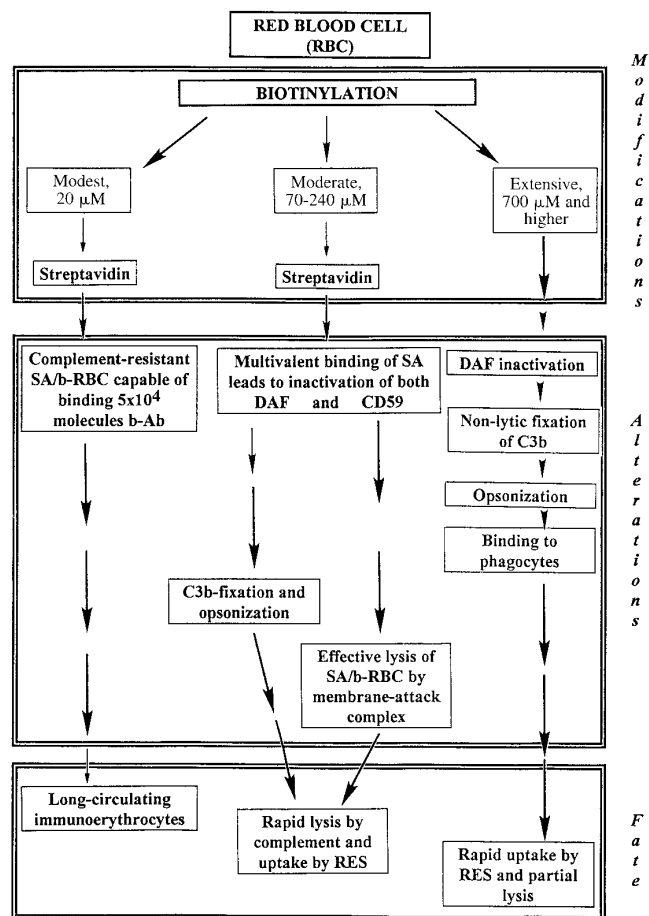 RED BLOOD CELL
(RBC)
BIOTINYLATION
Modest,
20 µM
Moderate,
70-240 µM
Extensive,
700 µM and
higher
Streptavidin
Streptavidin
Modifications
Complement-resistant
SA/b-RBC capable of
binding 5x10⁴
molecules b-Ab
Multivalent binding of SA
leads to inactivation of both
DAF and CD59
DAF inactivation
Non-lytic fixation
of C3b
Opsonization
Binding to
phagocytes
C3b-fixation and
opsonization
Effective lysis of
SA/b-RBC by
membrane-attack
complex
Alterations
Long-circulating
immunoerythrocytes
Rapid lysis by
complement and
uptake by RES
Rapid uptake by
RES and partial
lysis
Fate